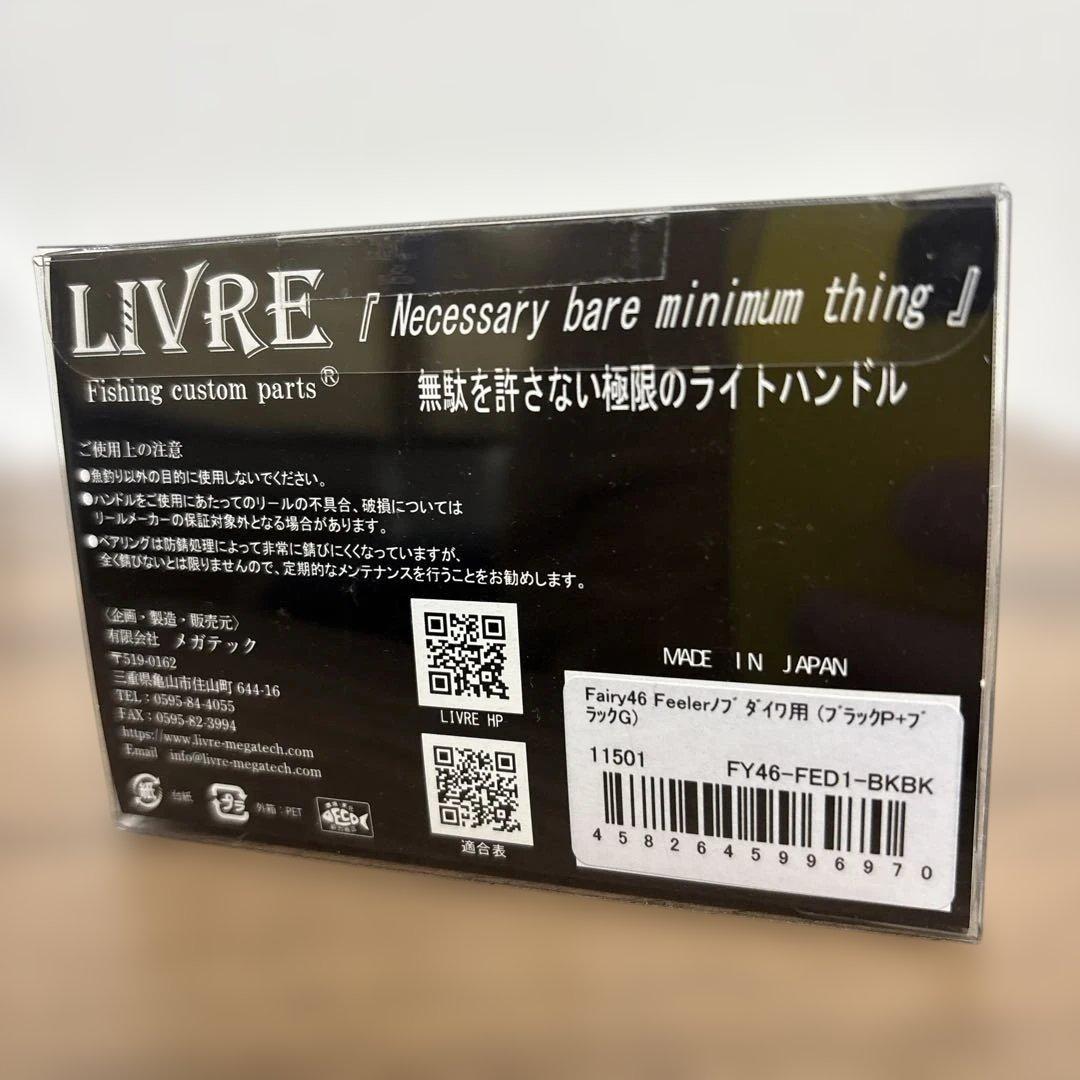 LIVRE
Fishing custom parts®
『 Necessary bare minimum thing 』
無駄を許さない極限のライトハンドル
ご使用上の注意
●魚釣り以外の目的に使用しないでください。
●ハンドルをご使用にあたってのリールの不具合、破損については
リールメーカーの保証対象外となる場合があります。
●ベアリングは防錆処理によって非常に錆びにくくなっていますが、
全く錆びないとは限りませんので、定期的なメンテナンスを行うことをお勧めします。
〈企画・製造・販売元〉
有限会社 メガテック
〒519-0162
三重県亀山市住山町 644-16
TEL：0595-84-4055
FAX：0595-82-3994
https://www.livre-megatech.com
Email info@livre-megatech.com
紙 台紙 プラ 外箱：PET
ECO
LIVRE HP
適合表
MADE IN JAPAN
Fairy46 Feelerﾉﾌﾞ ﾀﾞｲﾜ用 (ﾌﾞﾗｯｸP+ﾌﾞ
ﾗｯｸG)
11501 FY46-FED1-BKBK
4582645996970